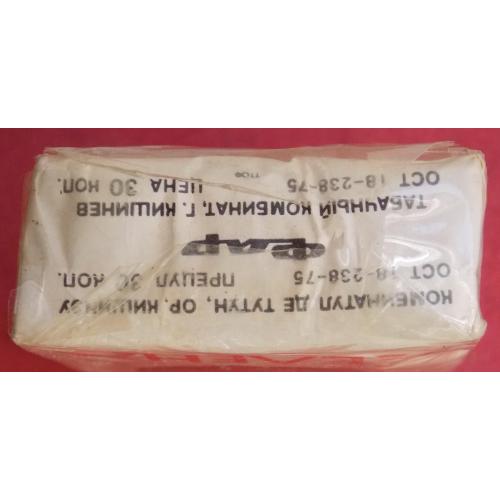 КОМБИНАТУЛ ДЕ ТУТУН, ОР. КИШИНЭУ
ОСТ 18-238-75 ПРЕЦУЛ 30 КОП.
Флуер
ТАБАЧНЫЙ КОМБИНАТ, Г. КИШИНЕВ
ОСТ 18-238-75 ЦЕНА 30 КОП.